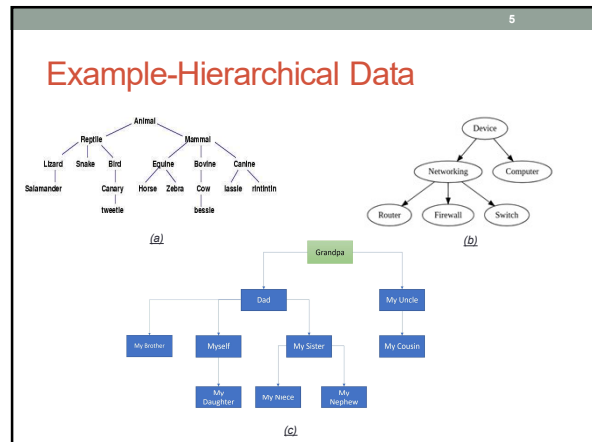 5
Example-Hierarchical Data
Animal
Reptile Mammal
Lizard Snake Bird Equine Bovine Canine
Salamander Canary Horse Zebra Cow lassie rintintin
tweetie bessie
(a)
Device
Networking Computer
Router Firewall Switch
(b)
Grandpa
Dad My Uncle
My Brother Myself My Sister My Cousin
My
Daughter
My Niece
My
Nephew
(c)